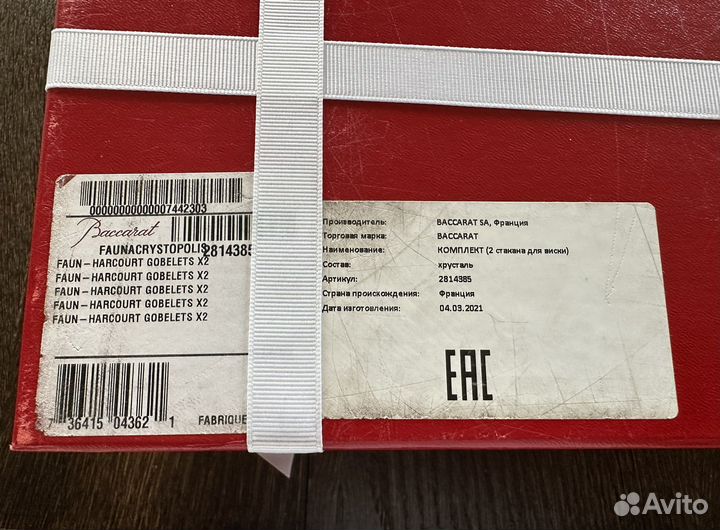 00000000000007442303
Baccarat
FAUNACRYSTOPOLIS
2814385
FAUN-HARCOURT GOBELETS X2
FAUN-HARCOURT GOBELETS X2
FAUN-HARCOURT GOBELETS X2
FAUN-HARCOURT GOBELETS X2
FAUN-HARCOURT GOBELETS X2
7 36415 04362 1
FABRIQUE
Производитель: BACCARAT SA, Франция
Торговая марка: BACCARAT
Наименование: КОМПЛЕКТ (2 стакана для виски)
Состав: хрусталь
Артикул: 2814385
Страна происхождения: Франция
Дата изготовления: 04.03.2021
EAC
Avito